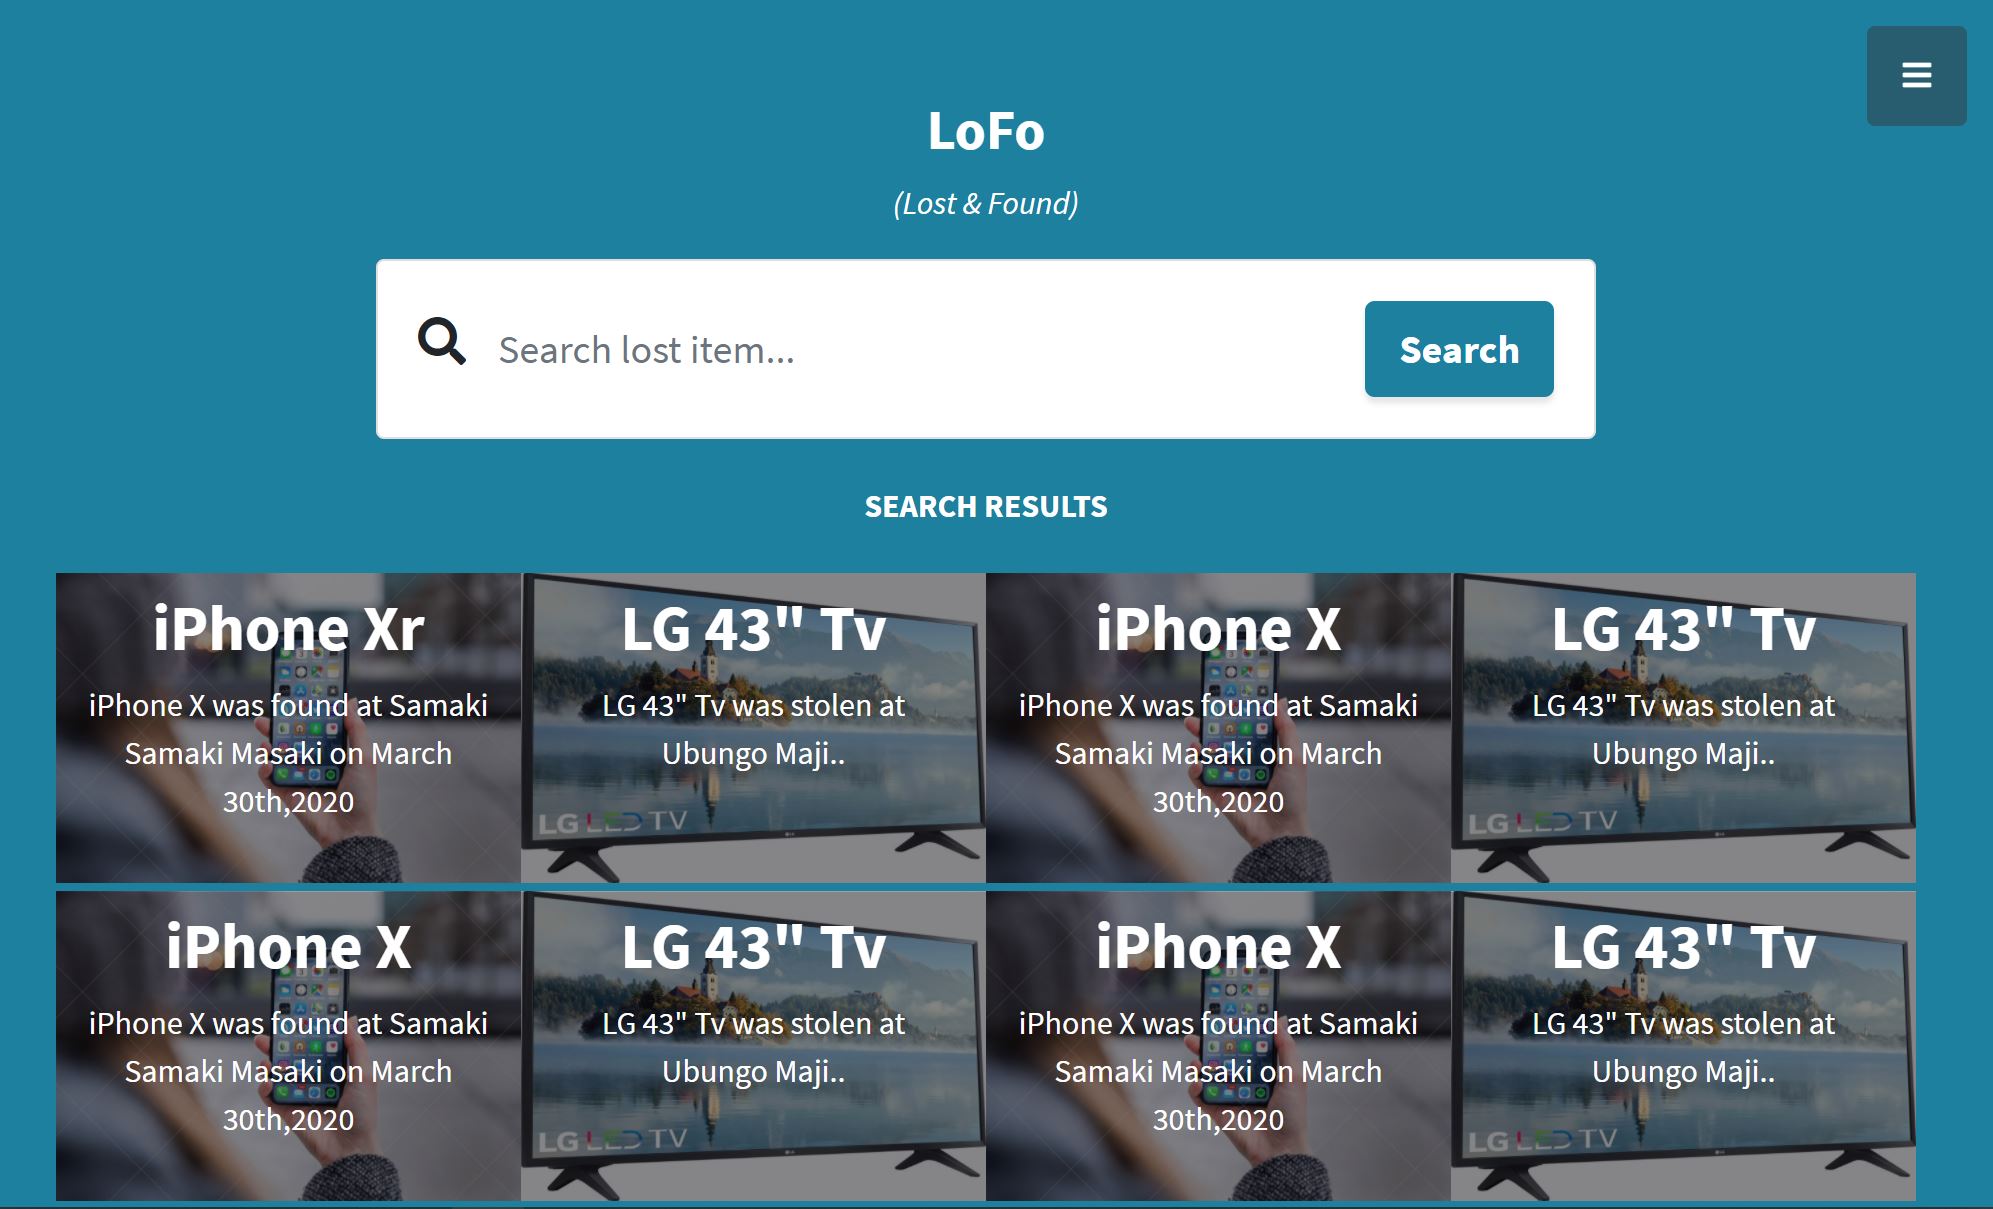 LoFo
(Lost & Found)
Search lost item...
Search
SEARCH RESULTS
iPhone Xr
iPhone X was found at Samaki
Samaki Masaki on March
30th,2020
LG 43" Tv
LG 43" Tv was stolen at
Ubungo Maji..
LG LED TV
iPhone X
iPhone X was found at Samaki
Samaki Masaki on March
30th,2020
LG 43" Tv
LG 43" Tv was stolen at
Ubungo Maji..
LG LED TV
iPhone X
iPhone X was found at Samaki
Samaki Masaki on March
30th,2020
LG 43" Tv
LG 43" Tv was stolen at
Ubungo Maji..
LG LED TV
iPhone X
iPhone X was found at Samaki
Samaki Masaki on March
30th,2020
LG 43" Tv
LG 43" Tv was stolen at
Ubungo Maji..
LG LED TV